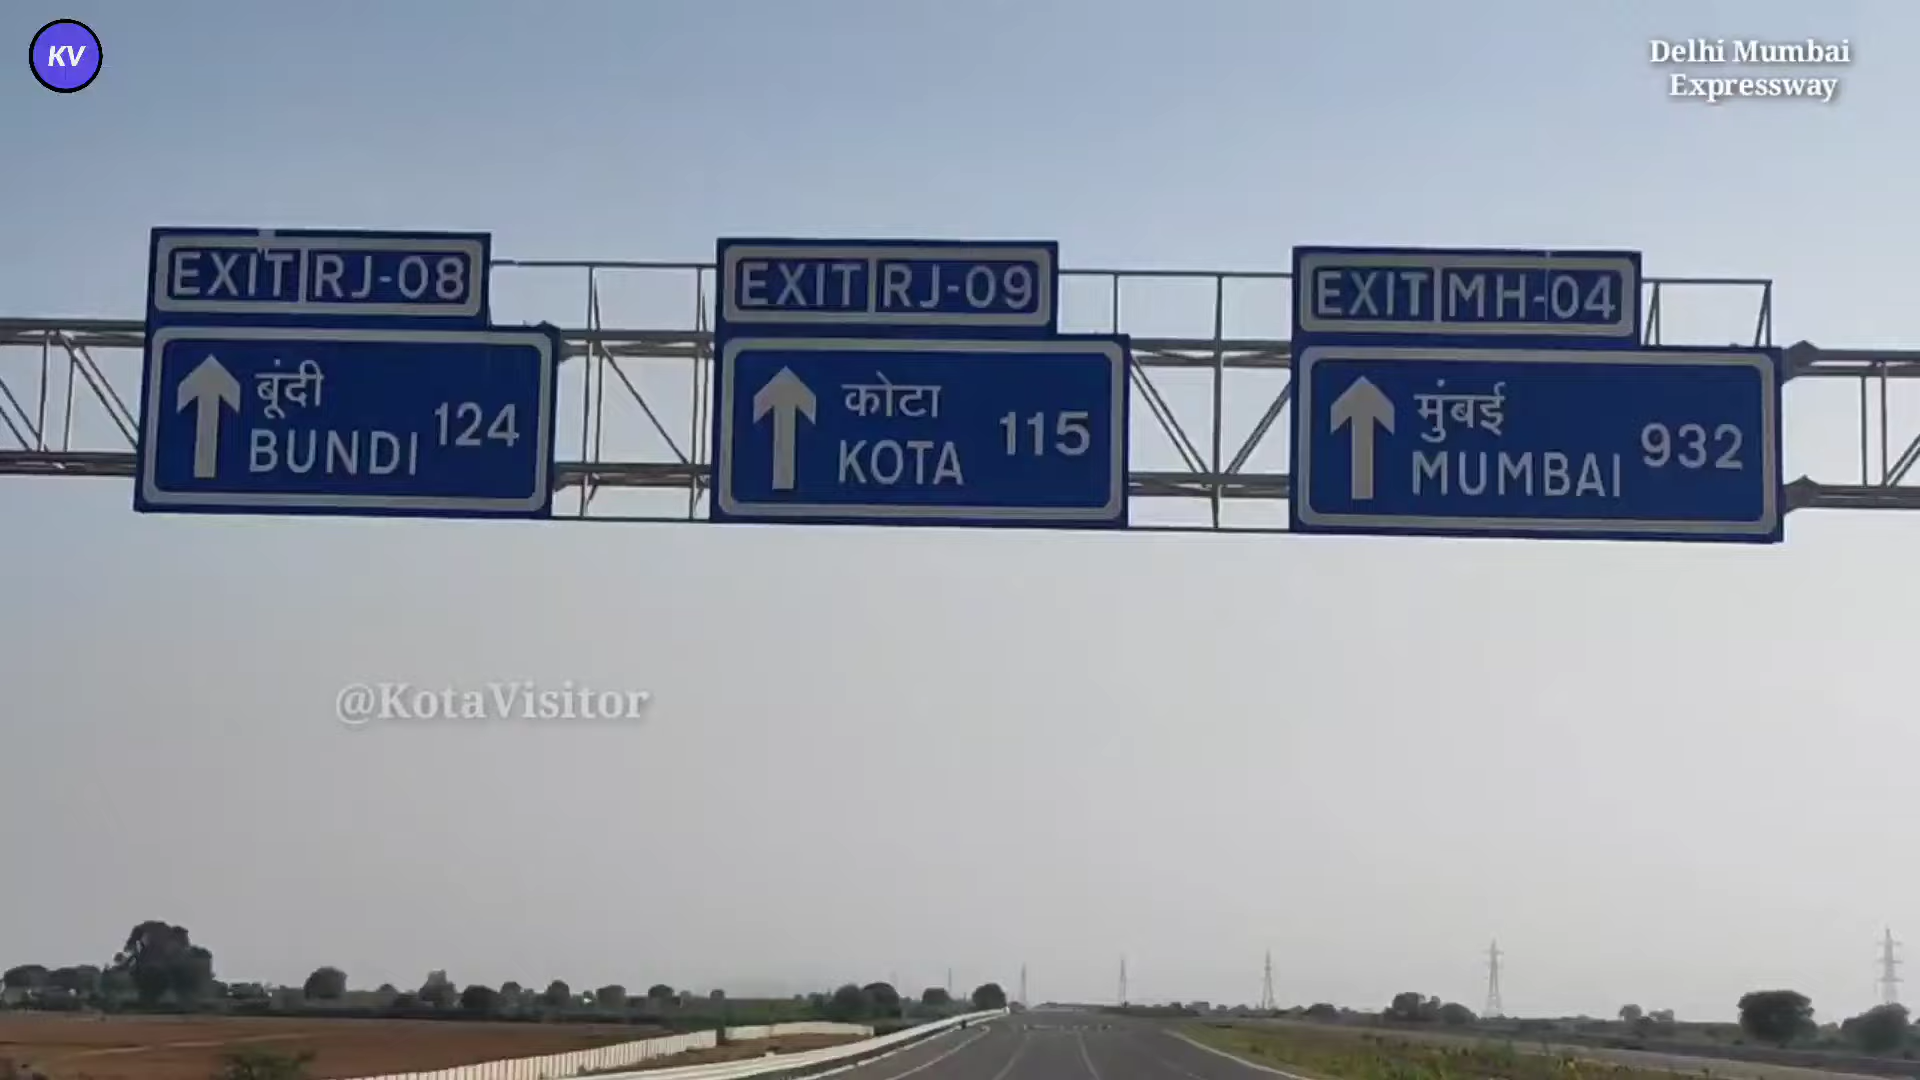 KV
Delhi Mumbai
Expressway
EXIT RJ-08
बूंदी
BUNDI 124
EXIT RJ-09
कोटा
KOTA 115
EXIT MH-04
मुंबई
MUMBAI 932
@KotaVisitor